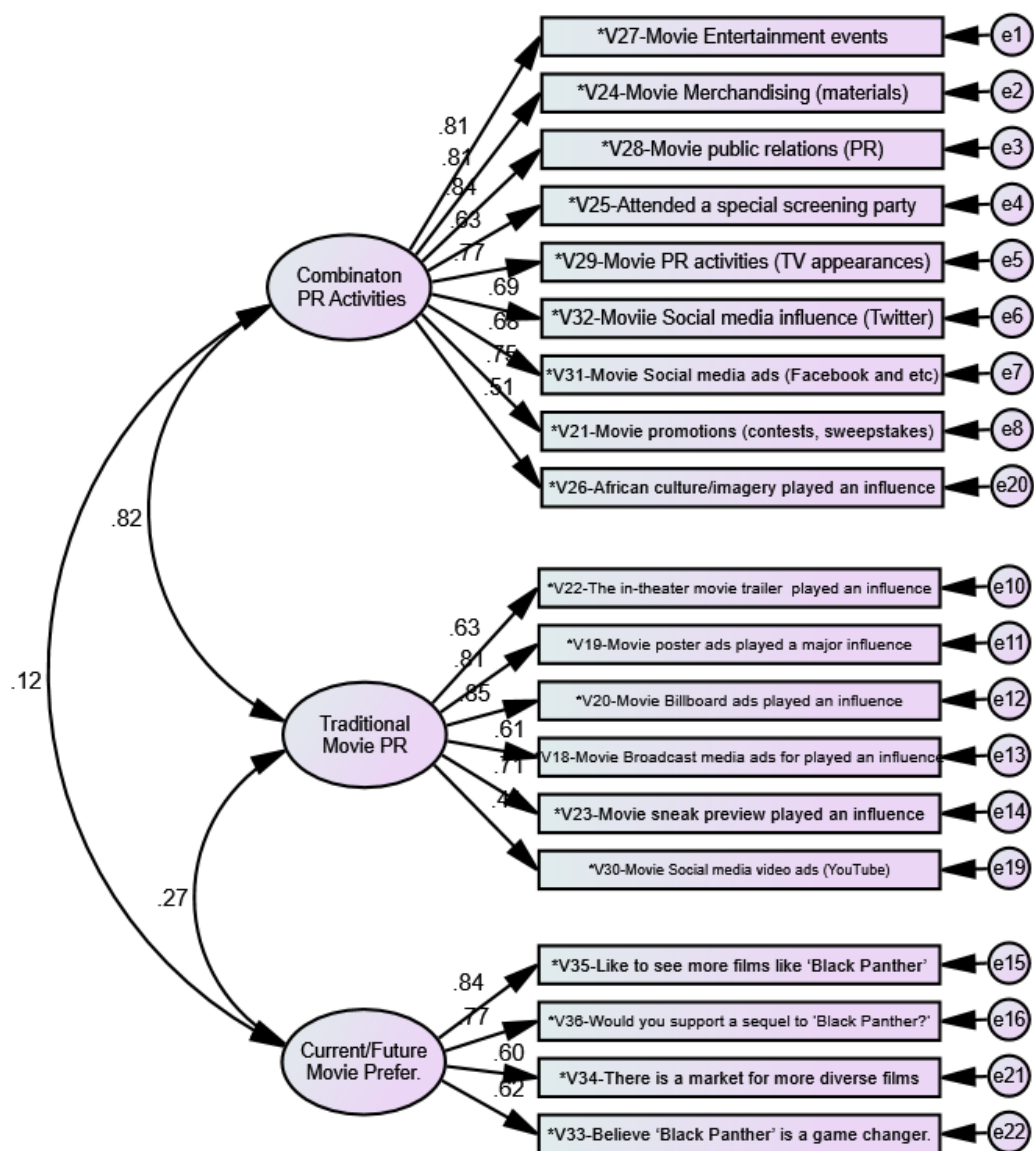 *V27-Movie Entertainment events
e1
*V24-Movie Merchandising (materials)
e2
.81
*V28-Movie public relations (PR)
e3
.81
.84
*V25-Attended a special screening party
e4
.63
.77
Combinaton
PR Activities
*V29-Movie PR activities (TV appearances)
e5
.69
*V32-Moviie Social media influence (Twitter)
e6
.68
.75
*V31-Movie Social media ads (Facebook and etc)
e7
.51
*V21-Movie promotions (contests, sweepstakes)
e8
*V26-African culture/imagery played an influence
e20
.82
*V22-The in-theater movie trailer played an influence
e10
.63
*V19-Movie poster ads played a major influence
e11
.81
.12
.85
*V20-Movie Billboard ads played an influence
e12
Traditional
Movie PR
.61
V18-Movie Broadcast media ads for played an influence
e13
.71
*V23-Movie sneak preview played an influence
e14
*V30-Movie Social media video ads (YouTube)
e19
.27
*V35-Like to see more films like ‘Black Panther’
e15
.84
.77
*V36-Would you support a sequel to ‘Black Panther?’
e16
Current/Future
Movie Prefer.
.60
*V34-There is a market for more diverse films
e21
.62
*V33-Believe ‘Black Panther’ is a game changer.
e22